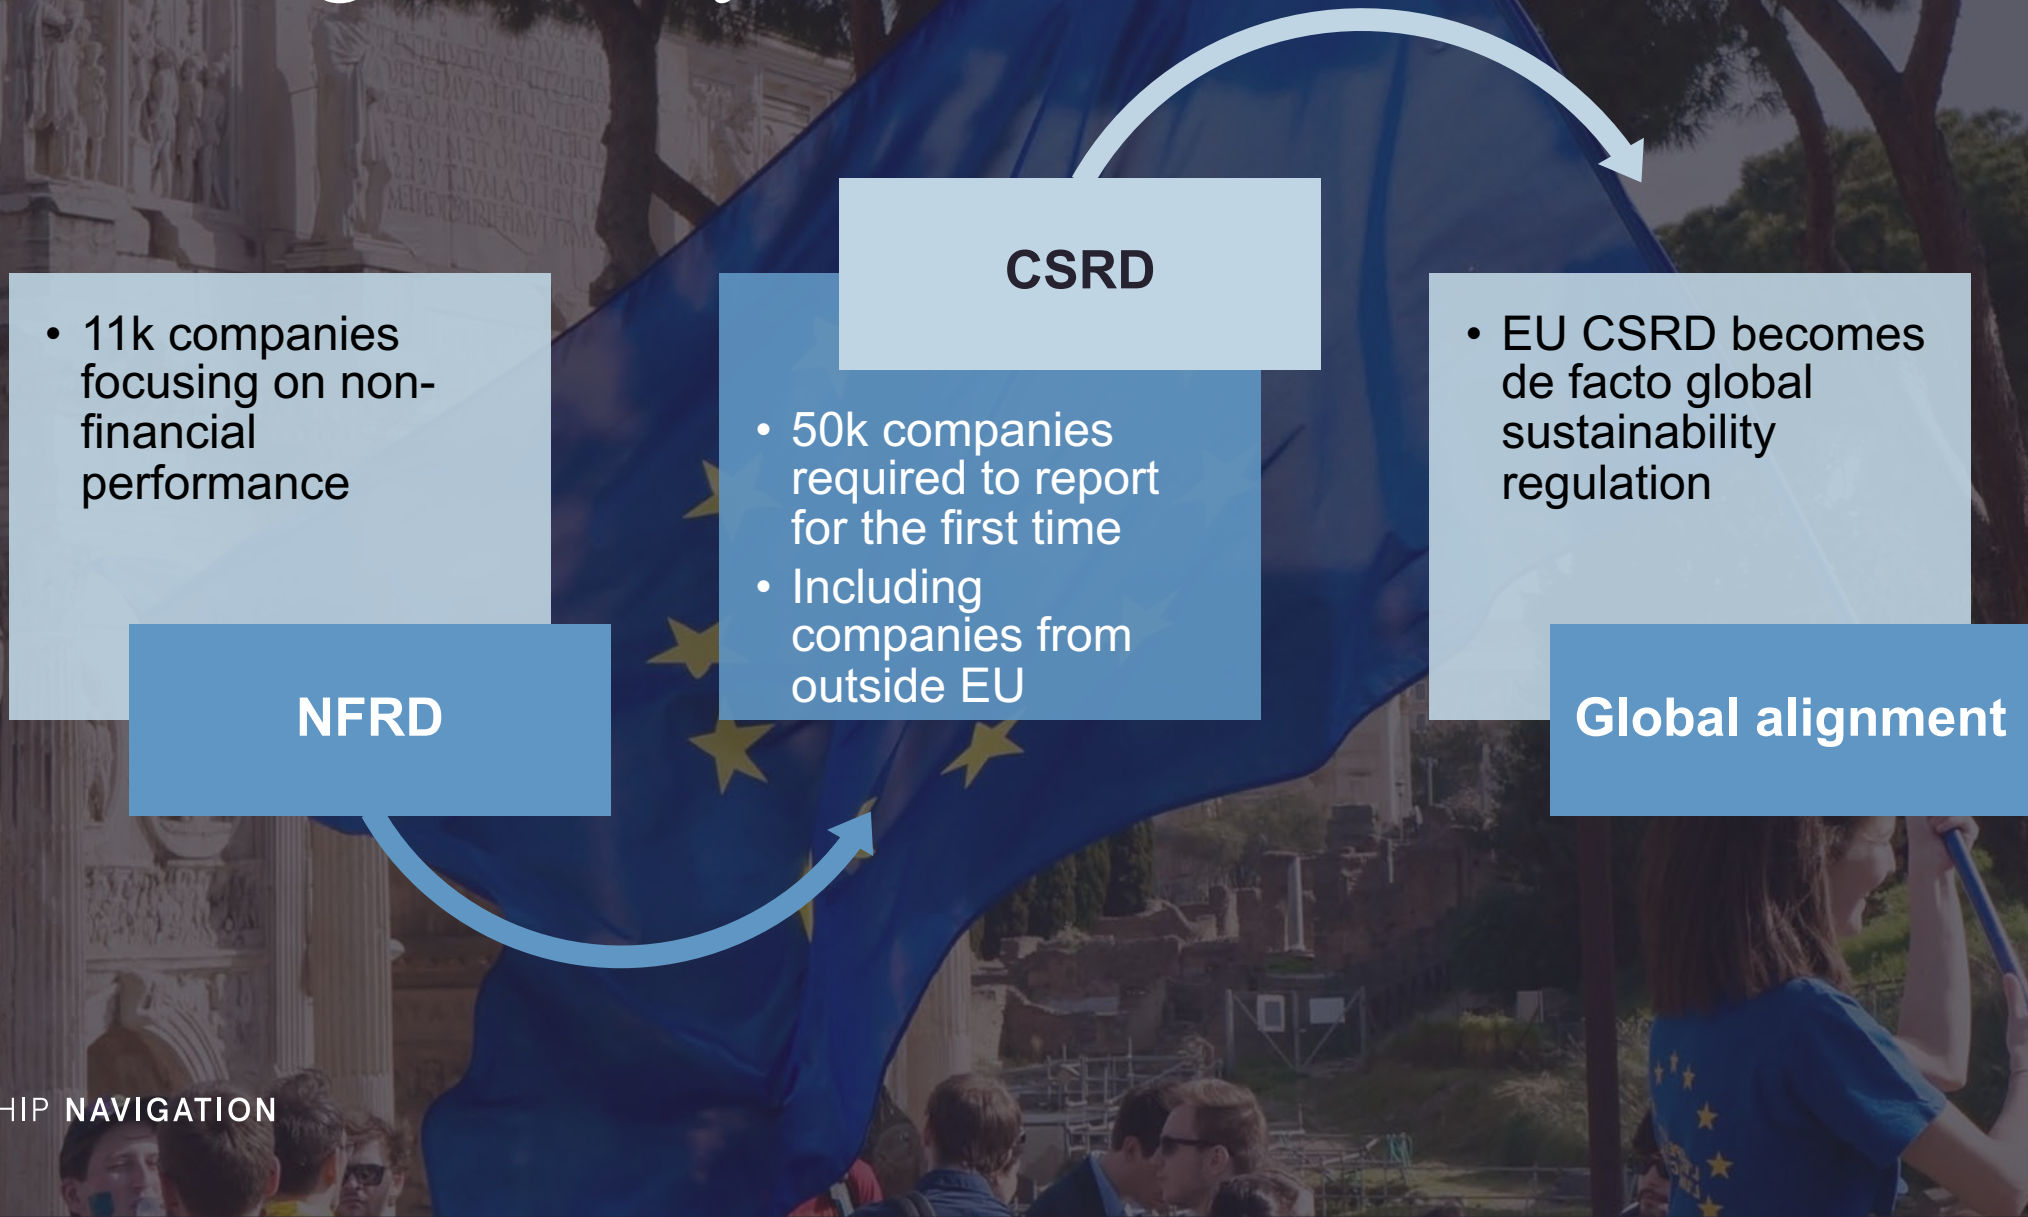 • 11k companies
focusing on non-
financial
performance
NFRD
CSRD
• 50k companies
required to report
for the first time
• Including
companies from
outside EU
• EU CSRD becomes
de facto global
sustainability
regulation
Global alignment
HIP NAVIGATION